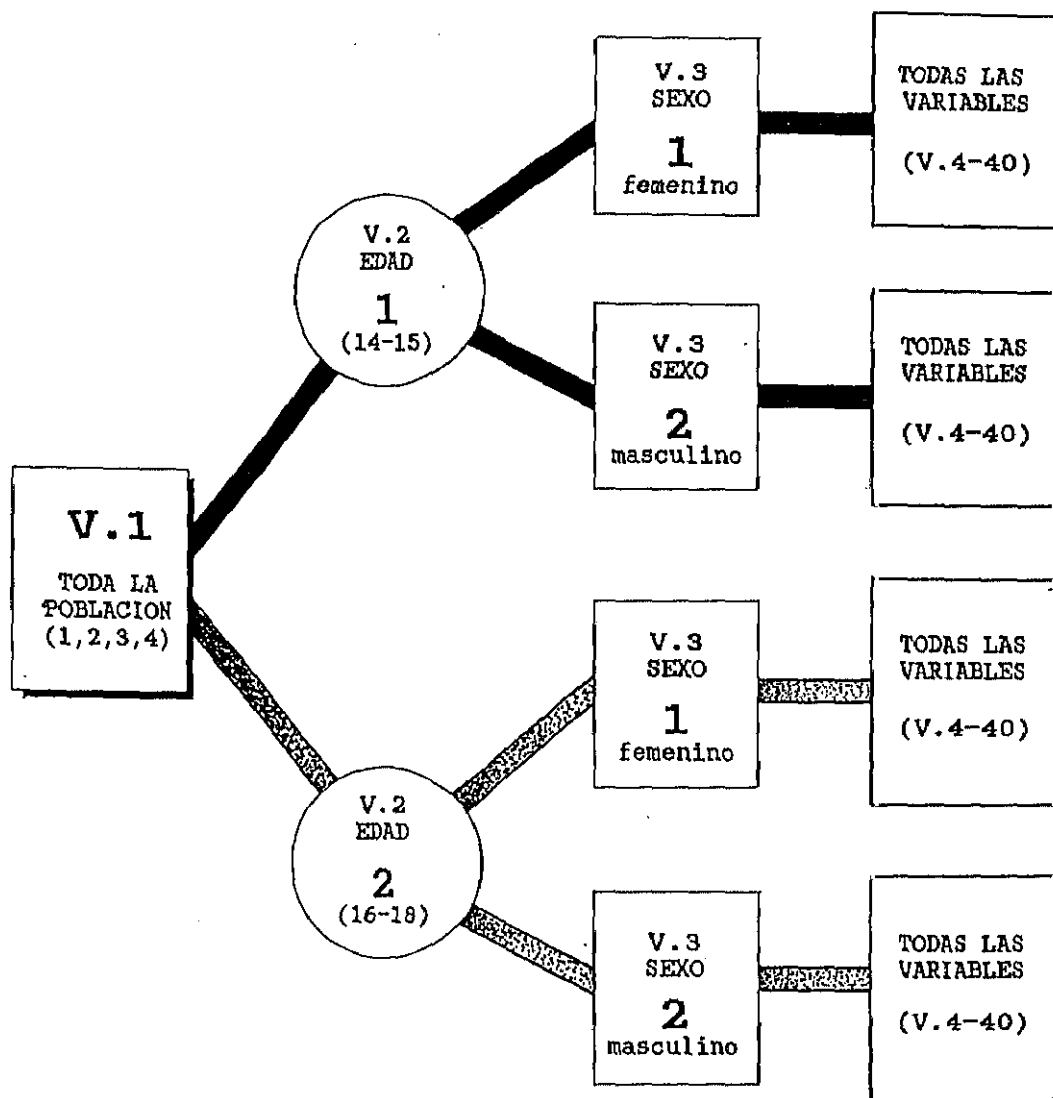 V.1
TODA LA
POBLACION
(1,2,3,4)
V.2
EDAD
1
(14-15)
V.3
SEXO
1
femenino
TODAS LAS
VARIABLES
(V.4-40)
V.3
SEXO
2
masculino
TODAS LAS
VARIABLES
(V.4-40)
V.2
EDAD
2
(16-18)
V.3
SEXO
1
femenino
TODAS LAS
VARIABLES
(V.4-40)
V.3
SEXO
2
masculino
TODAS LAS
VARIABLES
(V.4-40)